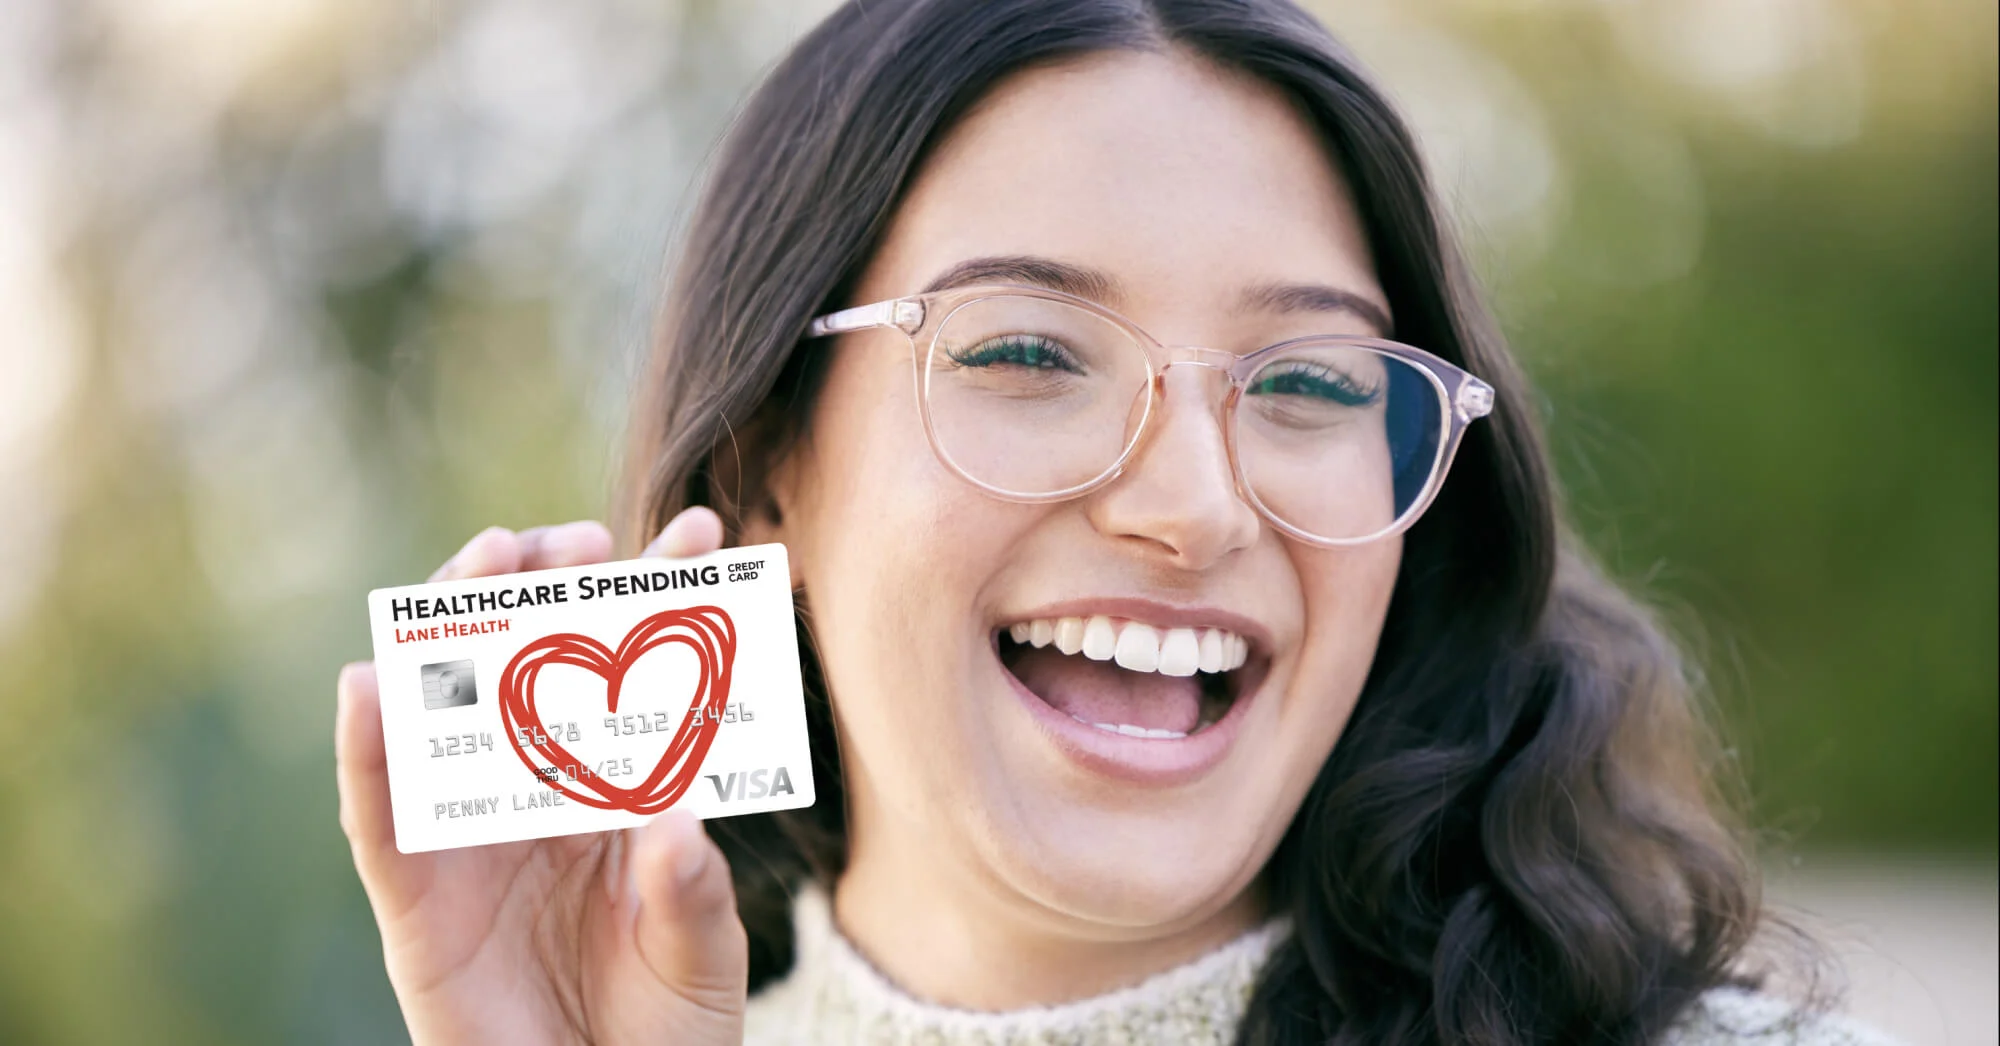 HEALTHCARE SPENDING CREDIT CARD
LANE HEALTH
1234 5678 9512 3456
GOOD THRU 04/25
PENNY LANE
VISA